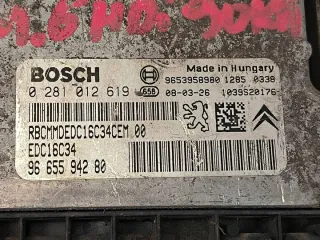 Made in Hungary
BOSCH
9653958980 1285 0338
0 281 012 619
658
08-03-26
1039S20176
RBCMMDEDC16C34CEM 00
EDC16C34
96 655 942 80